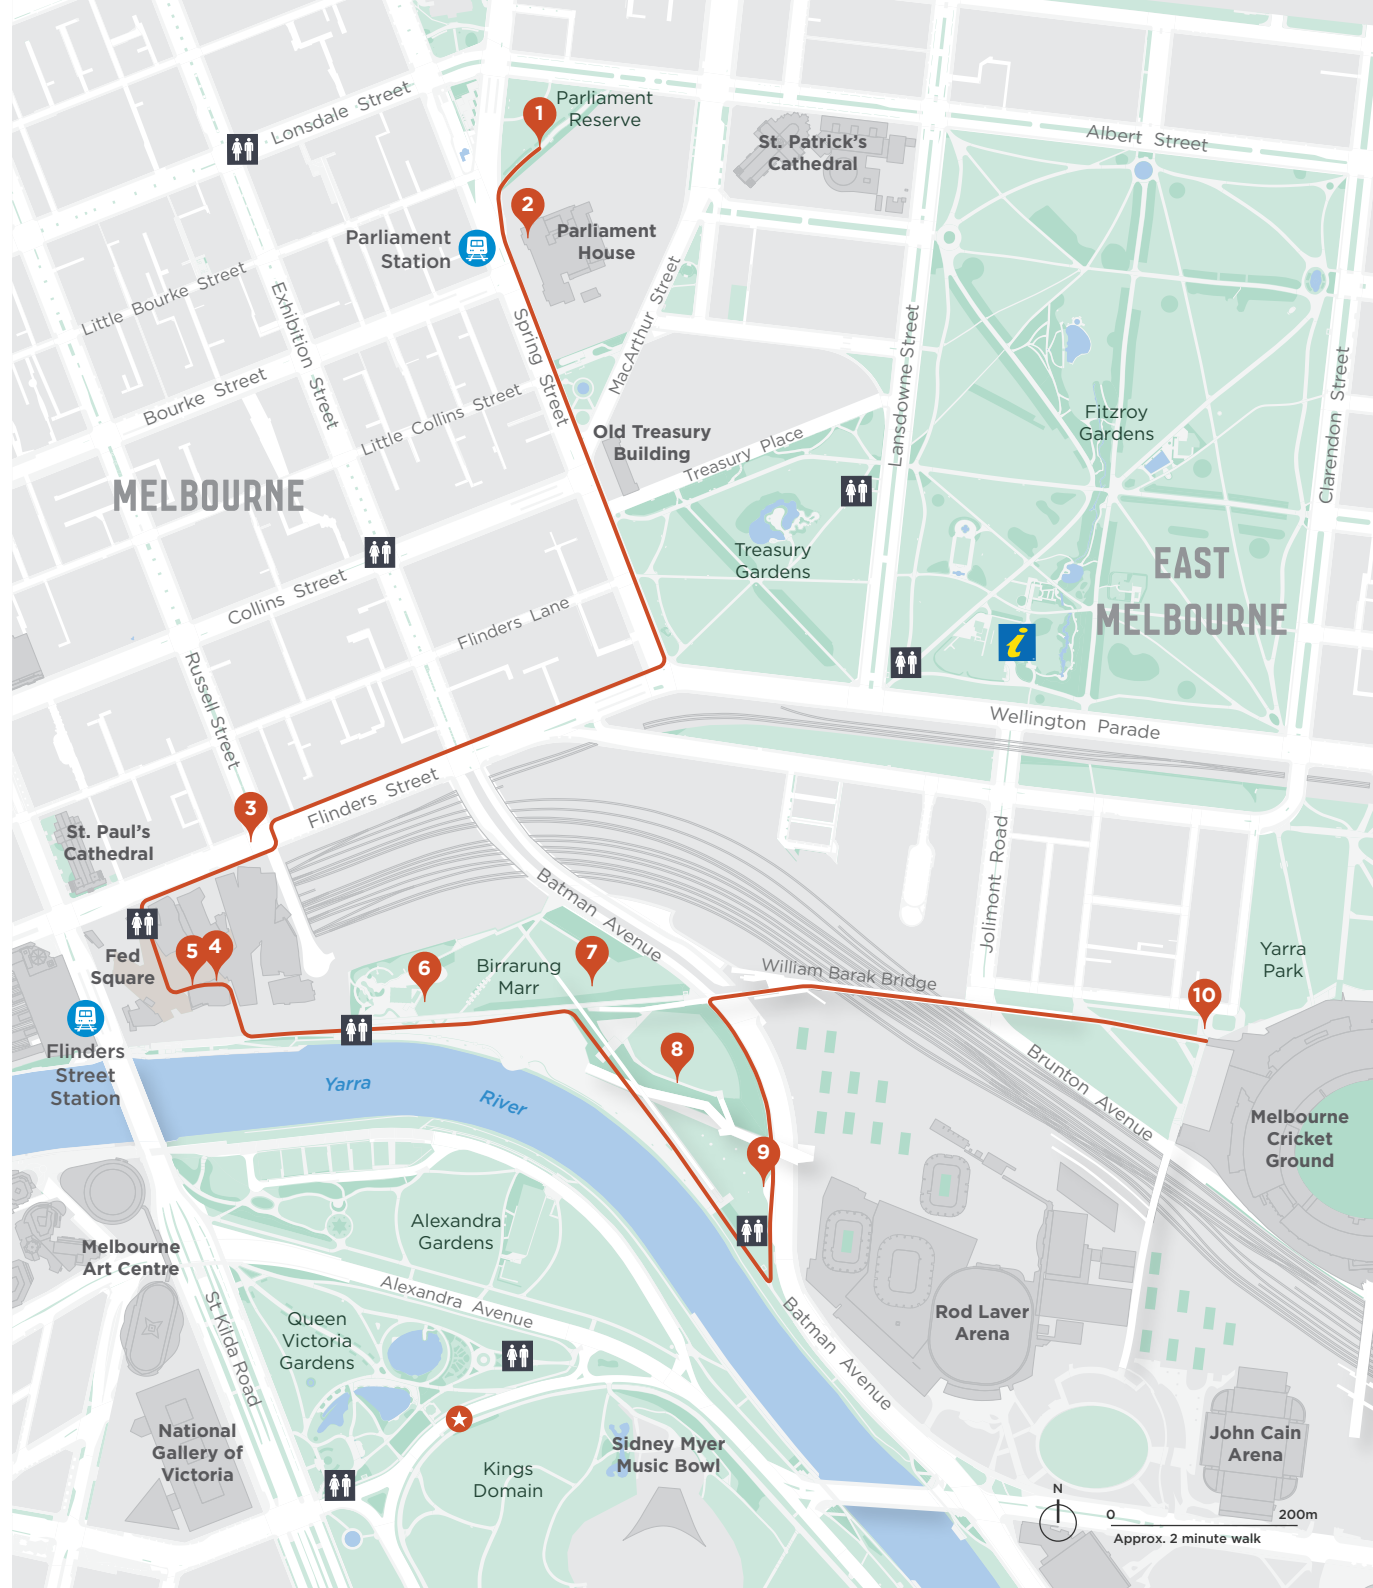 Parliament
Reserve
1
Lonsdale Street
Albert Street
St. Patrick's
Cathedral
2
Parliament
House
Parliament
Station
Little Bourke Street
Exhibition Street
Spring Street
MacArthur Street
Lansdowne Street
Clarendon Street
Bourke Street
Little Collins Street
Fitzroy
Gardens
Old Treasury
Building
Treasury Place
MELBOURNE
Treasury
Gardens
EAST
MELBOURNE
Collins Street
Flinders Lane
i
Russell Street
Wellington Parade
Flinders Street
3
St. Paul's
Cathedral
Jolimont Road
Batman Avenue
Fed
Square
5
4
6
Birrarung
Marr
7
William Barak Bridge
Yarra
Park
10
Flinders
Street
Station
8
Brunton Avenue
Yarra River
Melbourne
Cricket
Ground
9
Alexandra
Gardens
Melbourne
Art Centre
Alexandra Avenue
St Kilda Road
Queen
Victoria
Gardens
Batman Avenue
Rod Laver
Arena
National
Gallery of
Victoria
Kings
Domain
Sidney Myer
Music Bowl
John Cain
Arena
N
0 200m
Approx. 2 minute walk